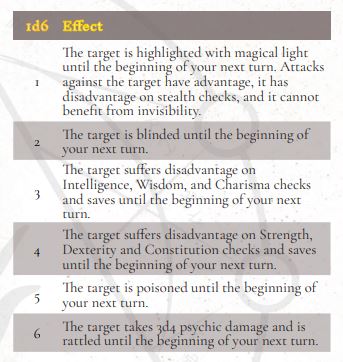 1d6 Effect
The target is highlighted with magical light
until the beginning of your next turn. Attacks
1 against the target have advantage, it has
disadvantage on stealth checks, and it cannot
benefit from invisibility.
2 The target is blinded until the beginning of
your next turn.
The target suffers disadvantage on
Intelligence, Wisdom, and Charisma checks
3 and saves until the beginning of your next
turn.
The target suffers disadvantage on Strength,
4 Dexterity and Constitution checks and saves
until the beginning of your next turn.
5 The target is poisoned until the beginning of
your next turn.
6 The target takes 3d4 psychic damage and is
rattled until the beginning of your next turn.